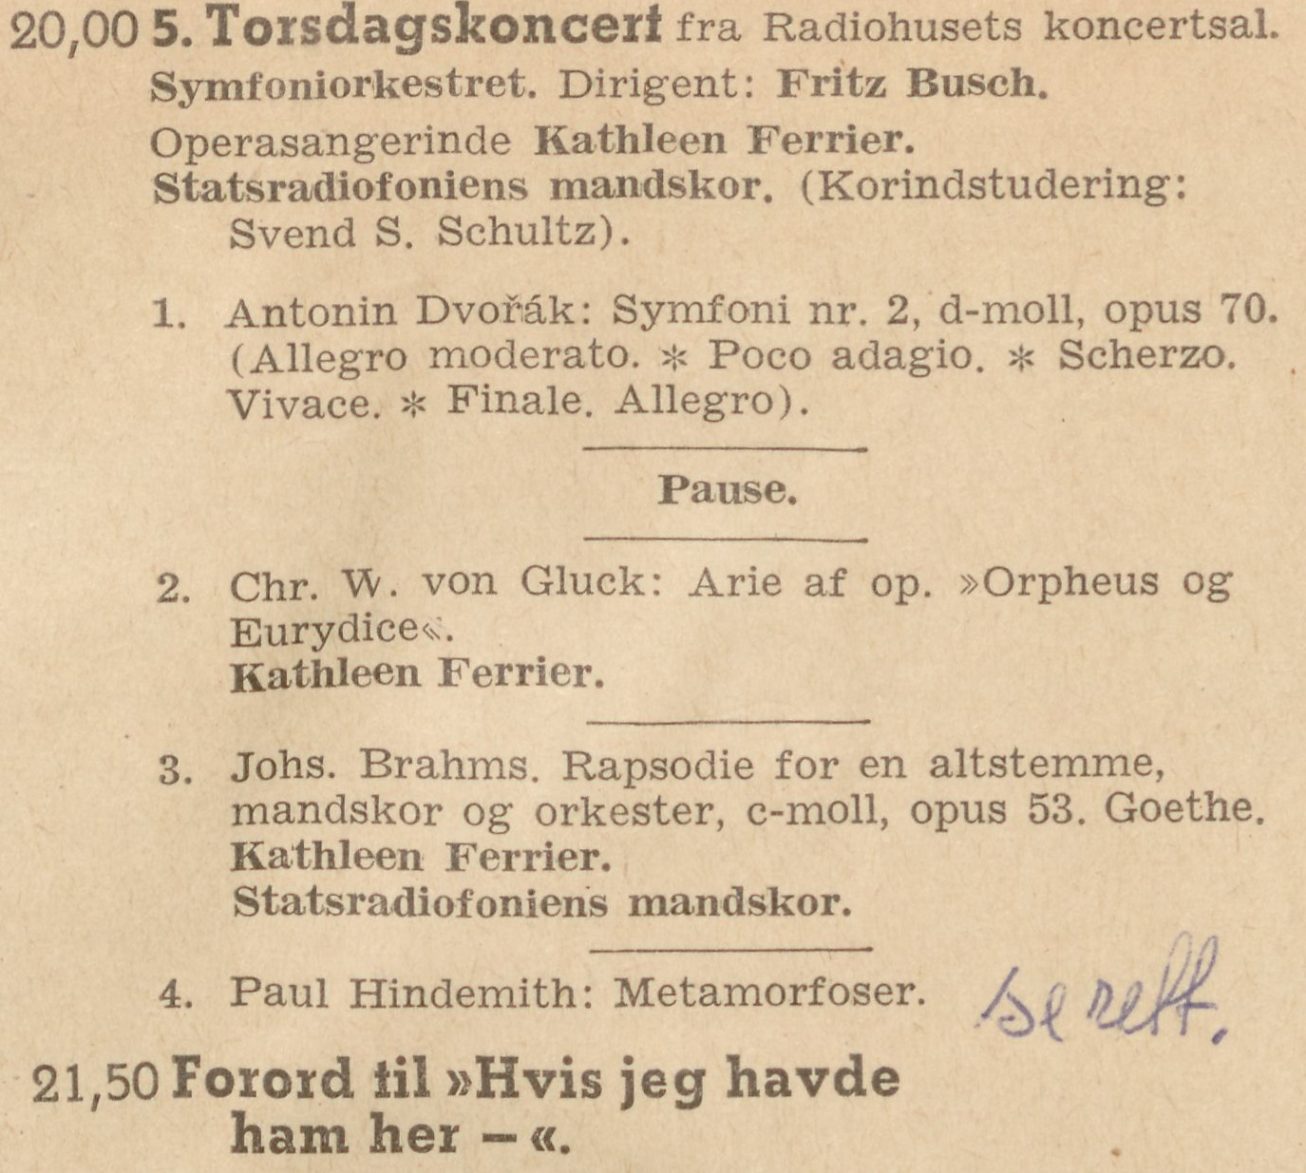 20,00 5. Torsdagskoncert fra Radiohusets koncertsal.
Symfoniorkestret. Dirigent: Fritz Busch.
Operasangerinde Kathleen Ferrier.
Statsradiofoniens mandskor. (Korindstudering:
Svend S. Schultz).
1. Antonin Dvořák: Symfoni nr. 2, d-moll, opus 70.
(Allegro moderato. * Poco adagio. * Scherzo.
Vivace. * Finale. Allegro).
Pause.
2. Chr. W. von Gluck: Arie af op. »Orpheus og
Eurydice«.
Kathleen Ferrier.
3. Johs. Brahms. Rapsodie for en altstemme,
mandskor og orkester, c-moll, opus 53. Goethe.
Kathleen Ferrier.
Statsradiofoniens mandskor.
4. Paul Hindemith: Metamorfoser.
se rett.
21,50 Forord til »Hvis jeg havde
ham her — «.